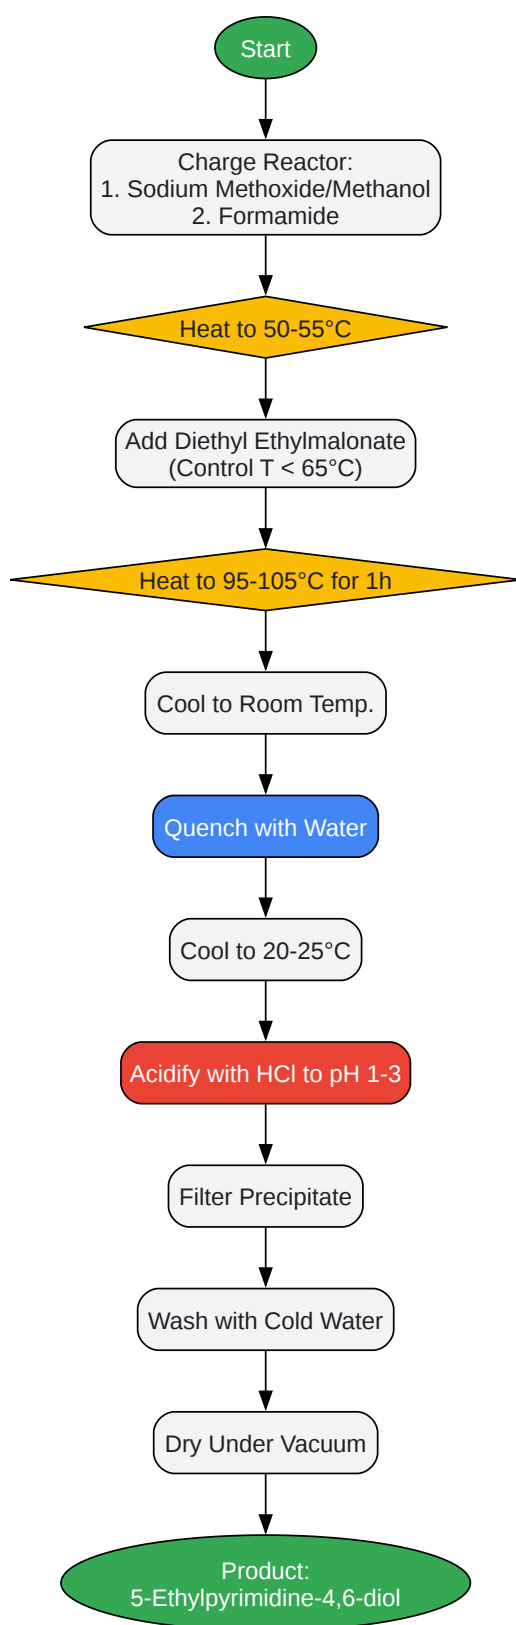 Start
Charge Reactor:
1. Sodium Methoxide/Methanol
2. Formamide
Heat to 50-55°C
Add Diethyl Ethylmalonate
(Control T < 65°C)
Heat to 95-105°C for 1h
Cool to Room Temp.
Quench with Water
Cool to 20-25°C
Acidify with HCl to pH 1-3
Filter Precipitate
Wash with Cold Water
Dry Under Vacuum
Product:
5-Ethylpyrimidine-4,6-diol